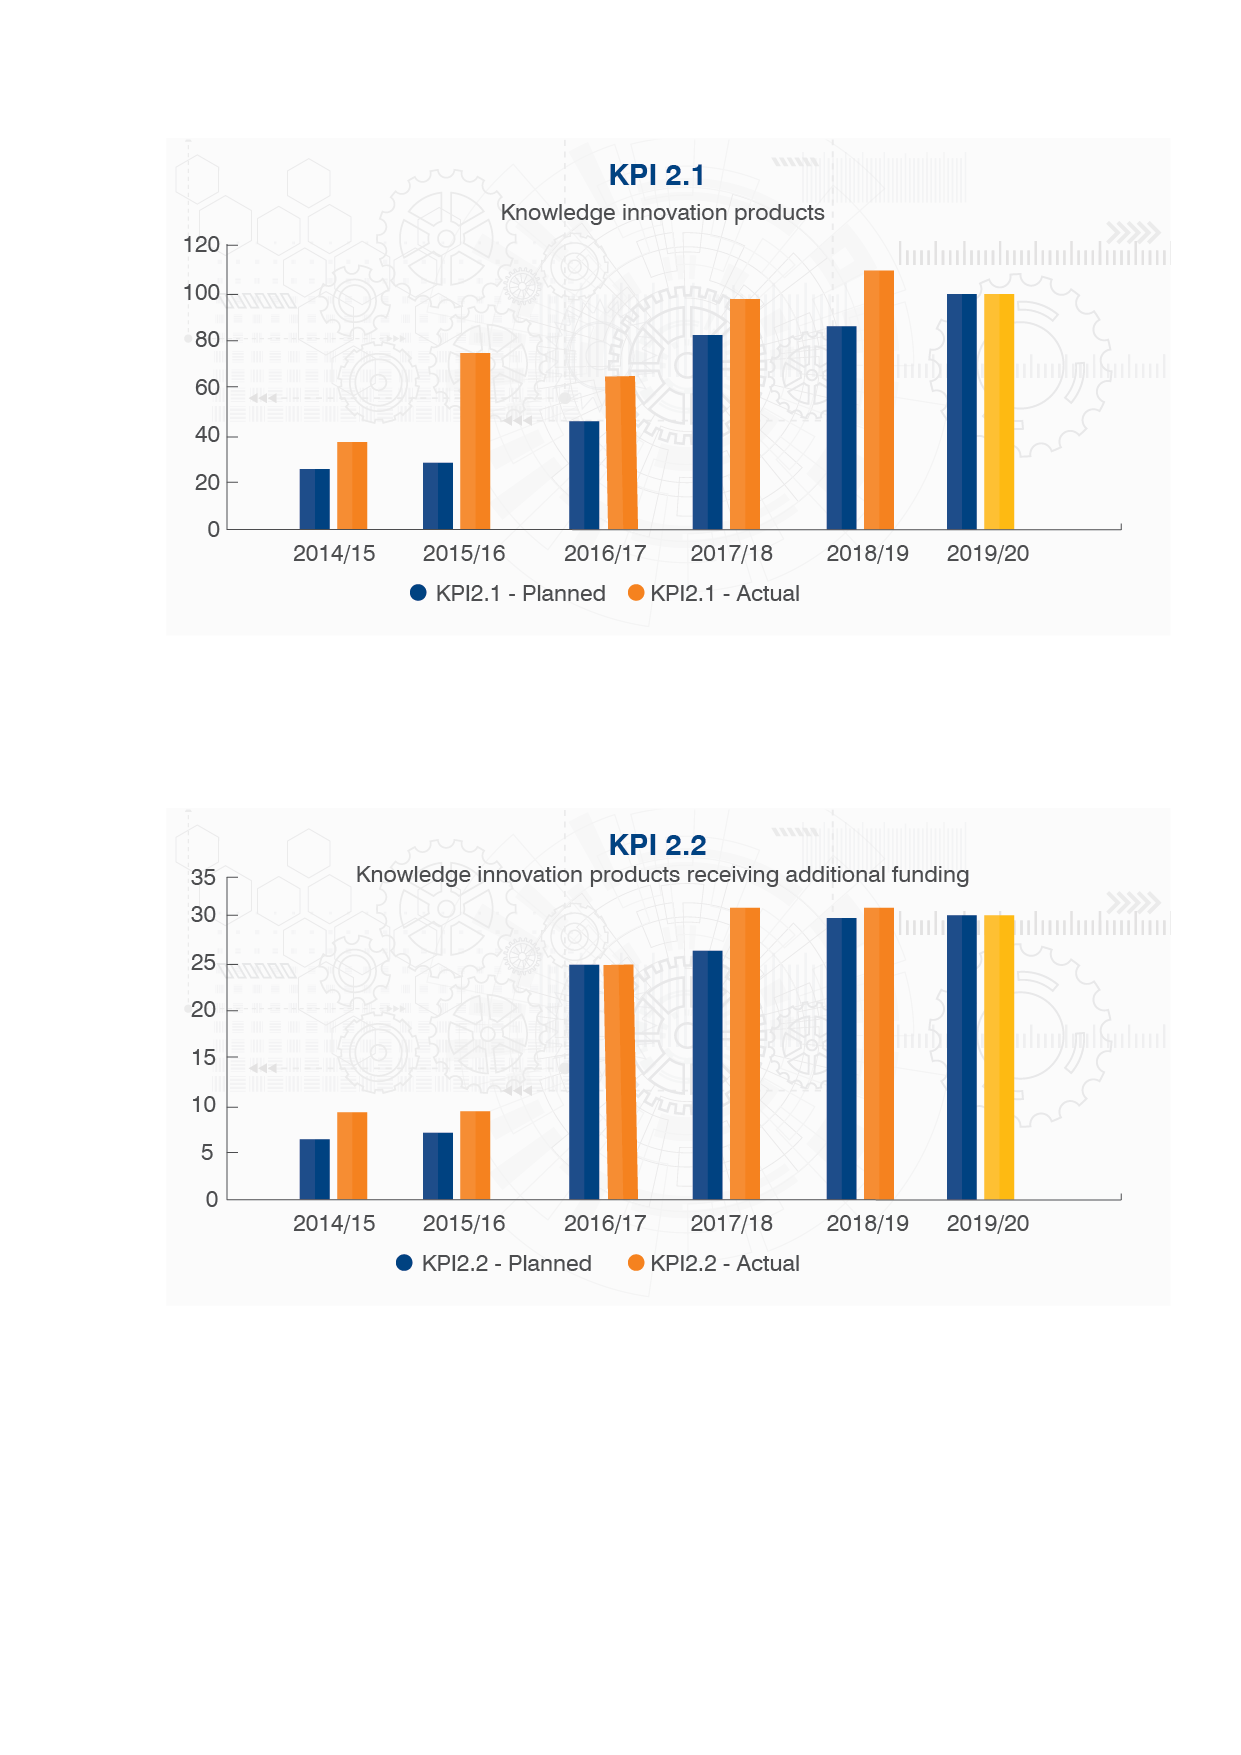 KPI 2.1
Knowledge innovation products
120
100
80
60
40
20
0
2014/15 2015/16 2016/17 2017/18 2018/19 2019/20
KPI2.1 - Planned KPI2.1 - Actual
KPI 2.2
Knowledge innovation products receiving additional funding
35
30
25
20
15
10
5
0
2014/15 2015/16 2016/17 2017/18 2018/19 2019/20
KPI2.2 - Planned KPI2.2 - Actual